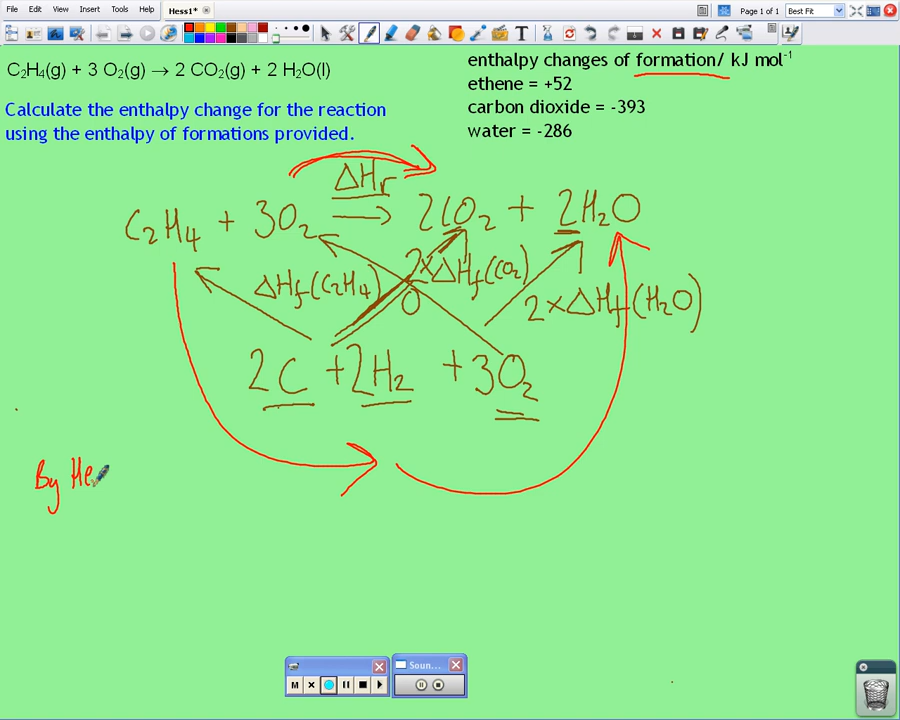 File Edit View Insert Tools Help Hess1* Page 1 of 1 Best Fit
C₂H₄(g) + 3 O₂(g) → 2 CO₂(g) + 2 H₂O(l)
Calculate the enthalpy change for the reaction
using the enthalpy of formations provided.
enthalpy changes of formation/ kJ mol⁻¹
ethene = +52
carbon dioxide = -393
water = -286
ΔHr
C₂H₄ + 3O₂ → 2CO₂ + 2H₂O
ΔHf(C₂H₄) 2×ΔHf(CO₂)
0 2×ΔHf(H₂O)
2C + 2H₂ + 3O₂
By He
Soun...
M